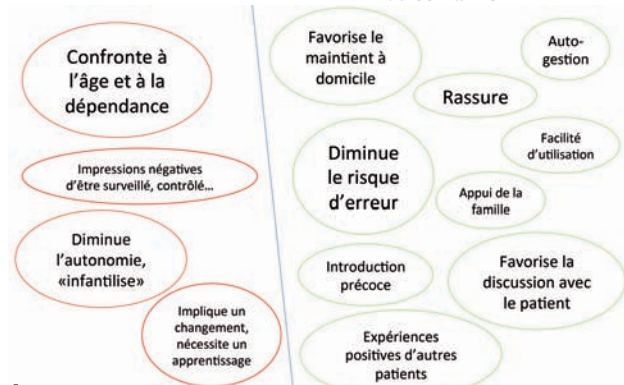 Confronte à
l'âge et à la
dépendance
Impressions négatives
d'être surveillé, contrôlé...
Diminue
l'autonomie,
«infantilise»
Implique un
changement,
nécessite un
apprentissage
Favorise le
maintient à
domicile
Auto-
gestion
Rassure
Facilité
d'utilisation
Diminue
le risque
d'erreur
Appui de la
famille
Introduction
précoce
Favorise la
discussion avec
le patient
Expériences
positives d'autres
patients